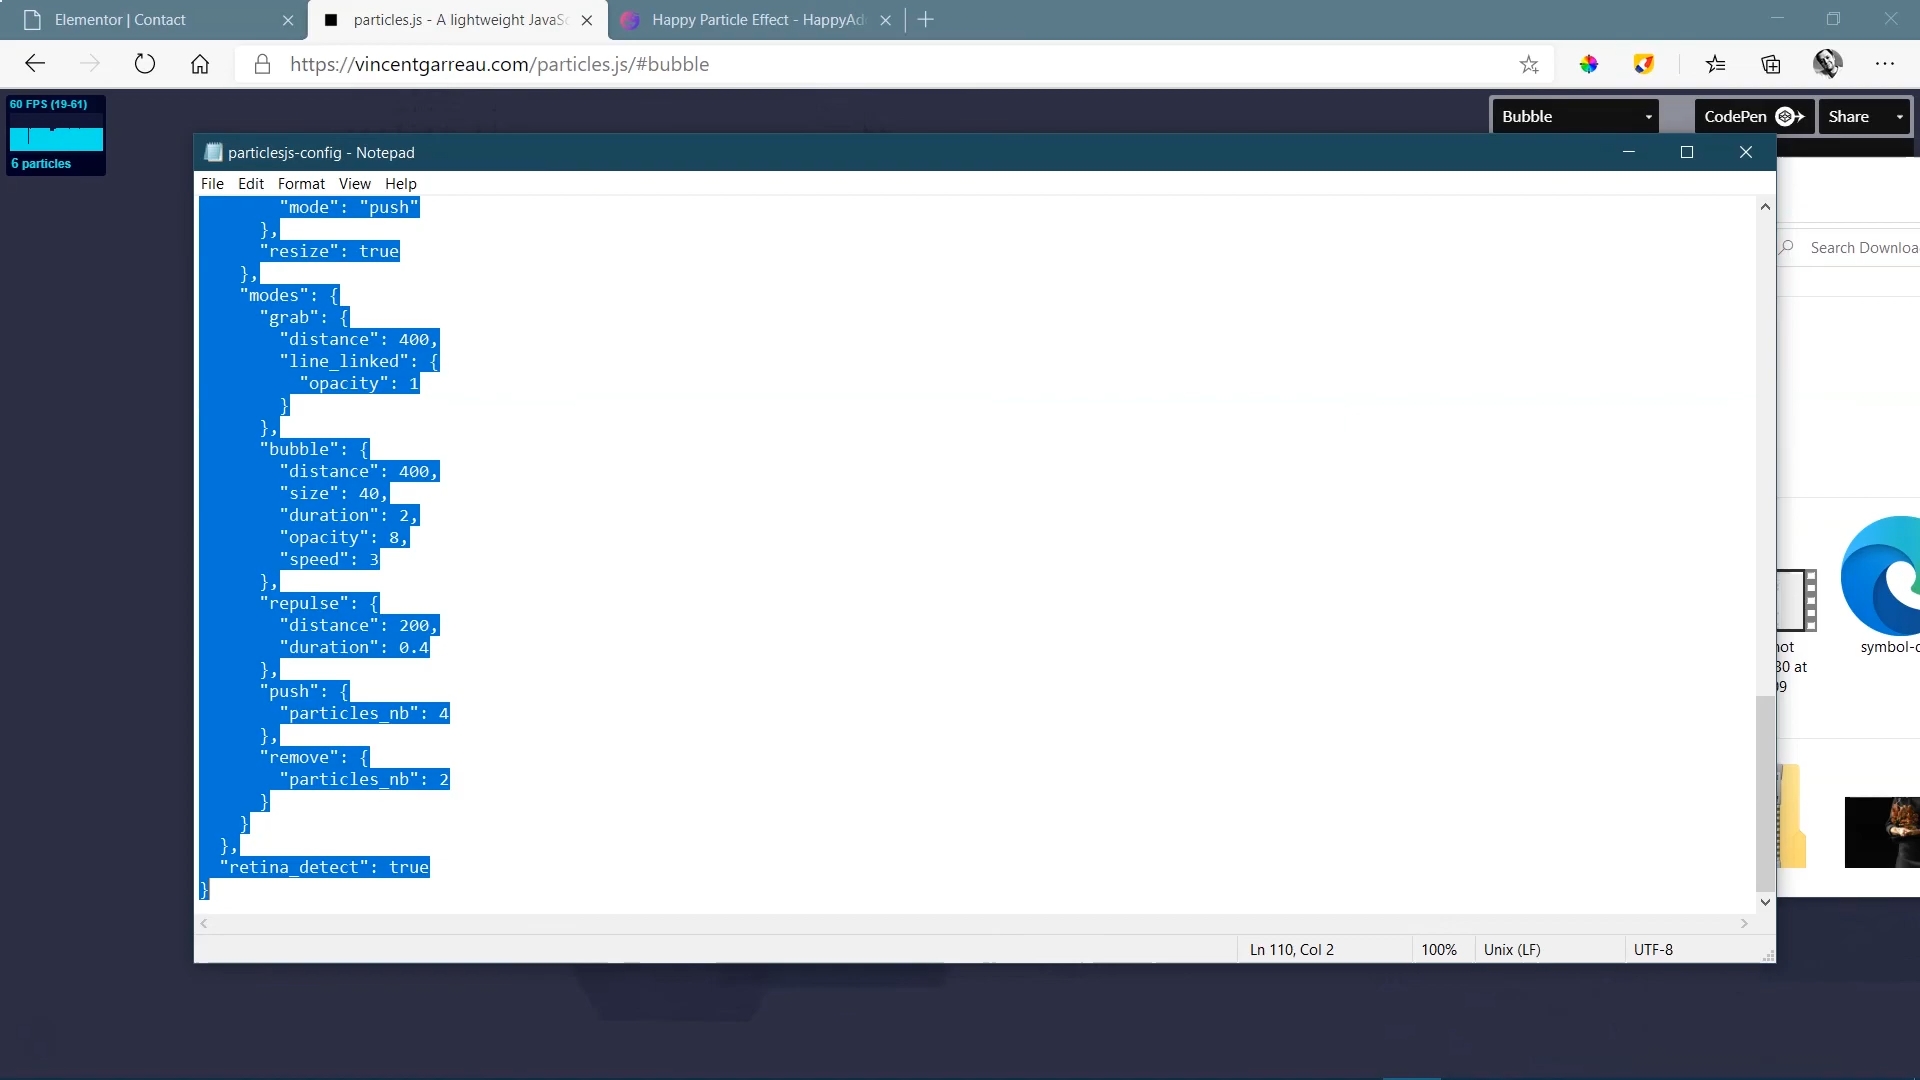 Elementor | Contact
particles.js - A lightweight JavaSc
Happy Particle Effect - HappyAd
https://vincentgarreau.com/particles.js/#bubble
60 FPS (19-61)
6 particles
Bubble
CodePen
Share
particlesjs-config - Notepad
File Edit Format View Help
"mode": "push"
},
"resize": true
},
"modes": {
"grab": {
"distance": 400,
"line_linked": {
"opacity": 1
}
},
"bubble": {
"distance": 400,
"size": 40,
"duration": 2,
"opacity": 8,
"speed": 3
},
"repulse": {
"distance": 200,
"duration": 0.4
},
"push": {
"particles_nb": 4
},
"remove": {
"particles_nb": 2
}
}
},
"retina_detect": true
}
Search Downloa
symbol-c
30 at
Ln 110, Col 2
100%
Unix (LF)
UTF-8